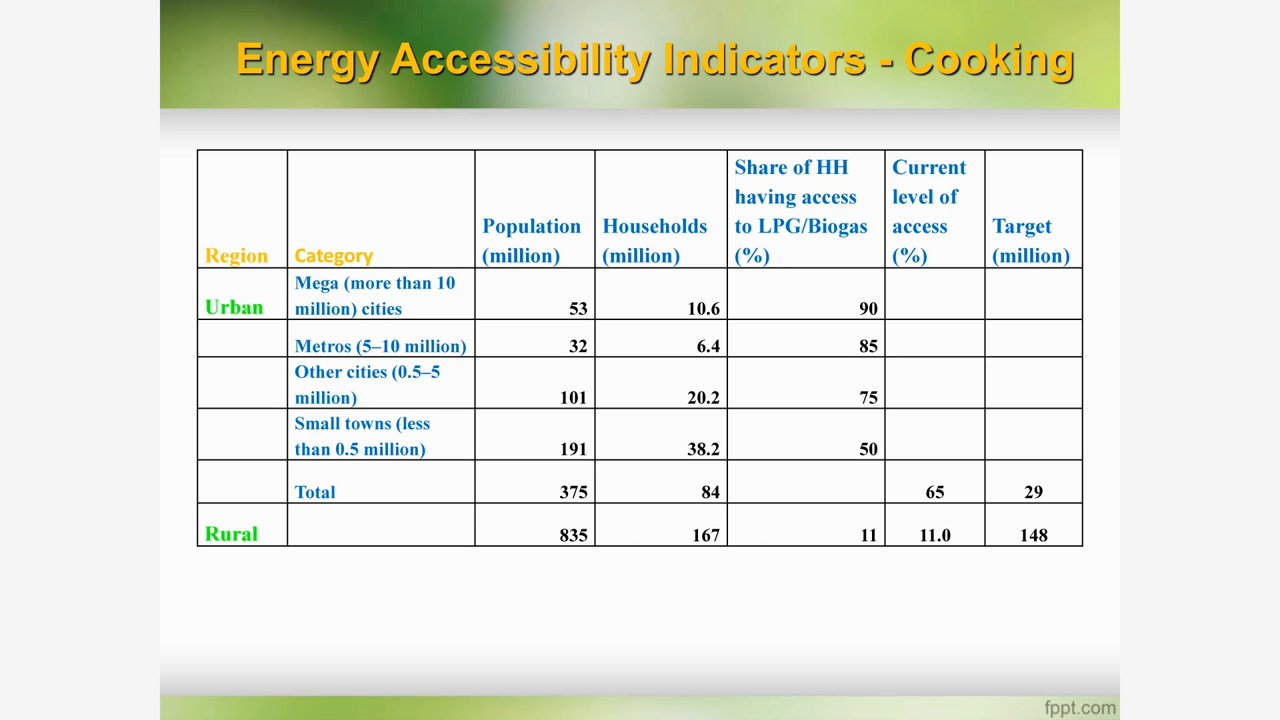 Energy Accessibility Indicators - Cooking
Region Category Population (million) Households (million) Share of HH having access to LPG/Biogas (%) Current level of access (%) Target (million)
Urban Mega (more than 10 million) cities 53 10.6 90
Metros (5–10 million) 32 6.4 85
Other cities (0.5–5 million) 101 20.2 75
Small towns (less than 0.5 million) 191 38.2 50
Total 375 84 65 29
Rural 835 167 11 11.0 148
fppt.com